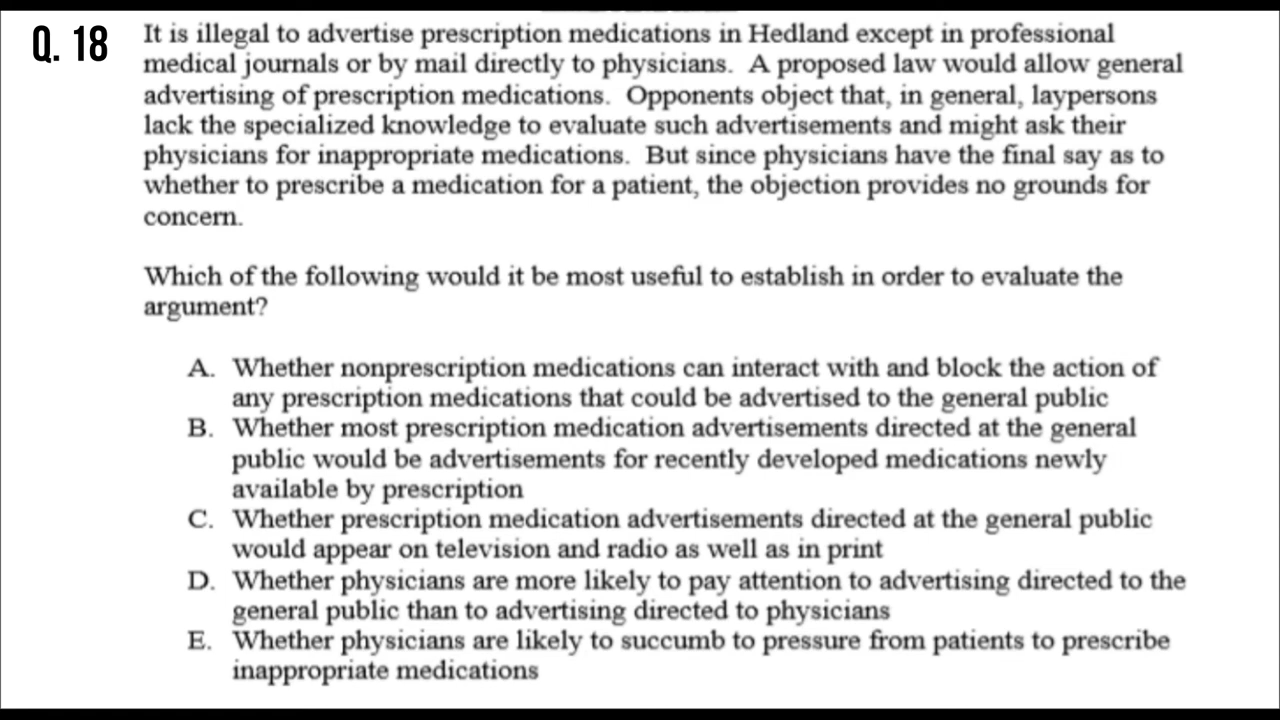 Q. 18
It is illegal to advertise prescription medications in Hedland except in professional
medical journals or by mail directly to physicians. A proposed law would allow general
advertising of prescription medications. Opponents object that, in general, laypersons
lack the specialized knowledge to evaluate such advertisements and might ask their
physicians for inappropriate medications. But since physicians have the final say as to
whether to prescribe a medication for a patient, the objection provides no grounds for
concern.
Which of the following would it be most useful to establish in order to evaluate the
argument?
A. Whether nonprescription medications can interact with and block the action of
any prescription medications that could be advertised to the general public
B. Whether most prescription medication advertisements directed at the general
public would be advertisements for recently developed medications newly
available by prescription
C. Whether prescription medication advertisements directed at the general public
would appear on television and radio as well as in print
D. Whether physicians are more likely to pay attention to advertising directed to the
general public than to advertising directed to physicians
E. Whether physicians are likely to succumb to pressure from patients to prescribe
inappropriate medications